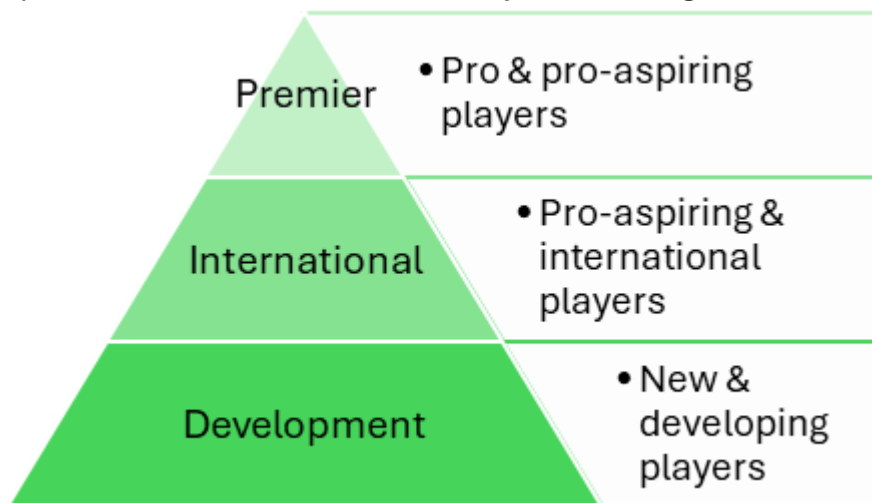 Premier
• Pro & pro-aspiring
players
International
• Pro-aspiring &
international
players
Development
• New &
developing
players